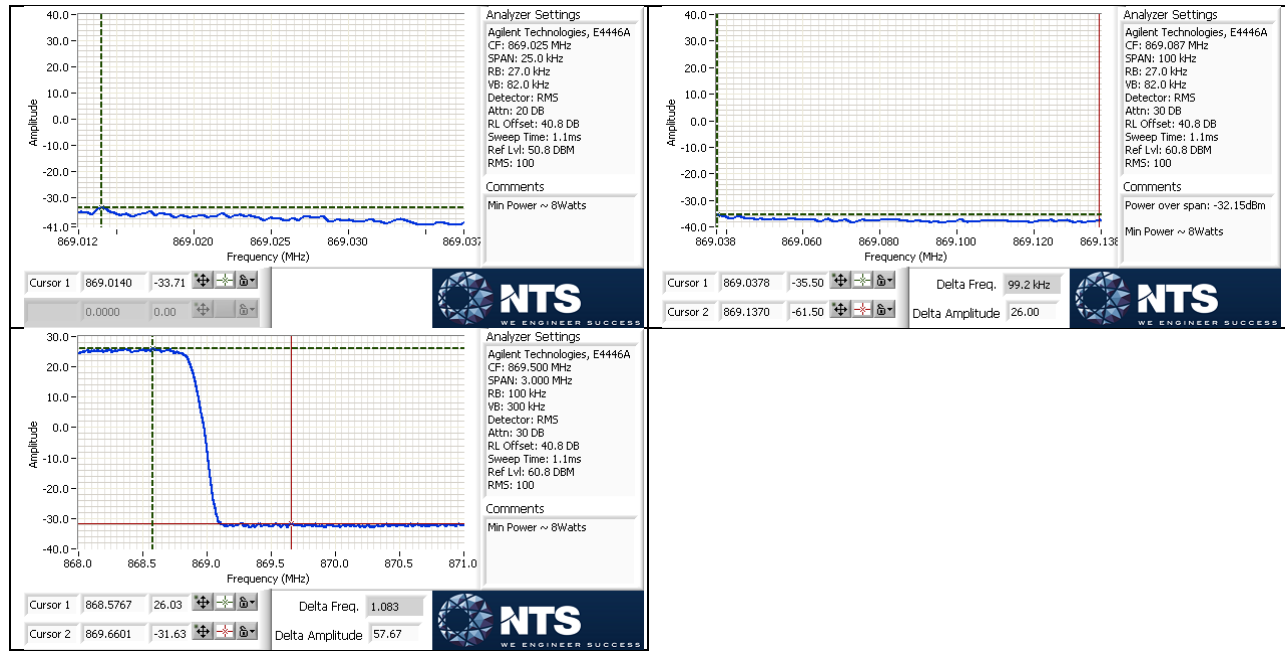 40.0
30.0
20.0
10.0
0.0
-10.0
-20.0
-30.0
-41.0
Amplitude
869.012 869.020 869.025 869.030 869.037
Frequency (MHz)
Analyzer Settings
Agilent Technologies, E4446A
CF: 869.025 MHz
SPAN: 25.0 kHz
RB: 27.0 kHz
VB: 82.0 kHz
Detector: RMS
Attn: 20 DB
RL Offset: 40.8 DB
Sweep Time: 1.1ms
Ref Lvl: 50.8 DBM
RMS: 100
Comments
Min Power ~ 8Watts
Cursor 1 869.0140 -33.71
0.0000 0.00
NTS
WE ENGINEER SUCCESS
40.0
30.0
20.0
10.0
0.0
-10.0
-20.0
-30.0
-40.0
Amplitude
869.038 869.060 869.080 869.100 869.120 869.138
Frequency (MHz)
Analyzer Settings
Agilent Technologies, E4446A
CF: 869.087 MHz
SPAN: 100 kHz
RB: 27.0 kHz
VB: 82.0 kHz
Detector: RMS
Attn: 30 DB
RL Offset: 40.8 DB
Sweep Time: 1.1ms
Ref Lvl: 60.8 DBM
RMS: 100
Comments
Power over span: -32.15dBm
Min Power ~ 8Watts
Cursor 1 869.0378 -35.50
Cursor 2 869.1370 -61.50
Delta Freq. 99.2 kHz
Delta Amplitude 26.00
NTS
WE ENGINEER SUCCESS
30.0
20.0
10.0
0.0
-10.0
-20.0
-30.0
-40.0
Amplitude
868.0 868.5 869.0 869.5 870.0 870.5 871.0
Frequency (MHz)
Analyzer Settings
Agilent Technologies, E4446A
CF: 869.500 MHz
SPAN: 3.000 MHz
RB: 100 kHz
VB: 300 kHz
Detector: RMS
Attn: 30 DB
RL Offset: 40.8 DB
Sweep Time: 1.1ms
Ref Lvl: 60.8 DBM
RMS: 100
Comments
Min Power ~ 8Watts
Cursor 1 868.5767 26.03
Cursor 2 869.6601 -31.63
Delta Freq. 1.083
Delta Amplitude 57.67
NTS
WE ENGINEER SUCCESS